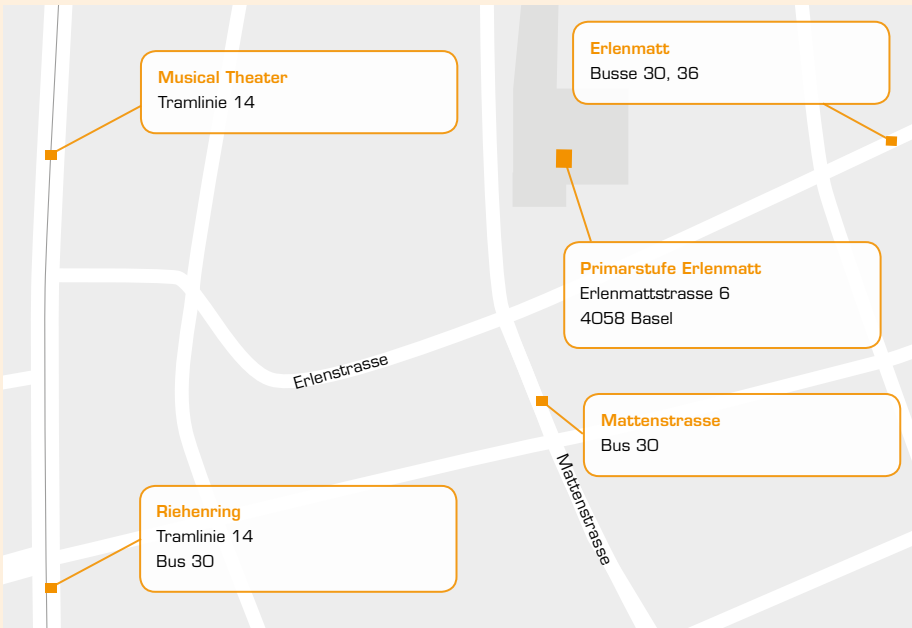 Musical Theater
Tramlinie 14
Erlenmatt
Busse 30, 36
Primarstufe Erlenmatt
Erlenmattstrasse 6
4058 Basel
Erlenstrasse
Mattenstrasse
Bus 30
Mattenstrasse
Riehenring
Tramlinie 14
Bus 30